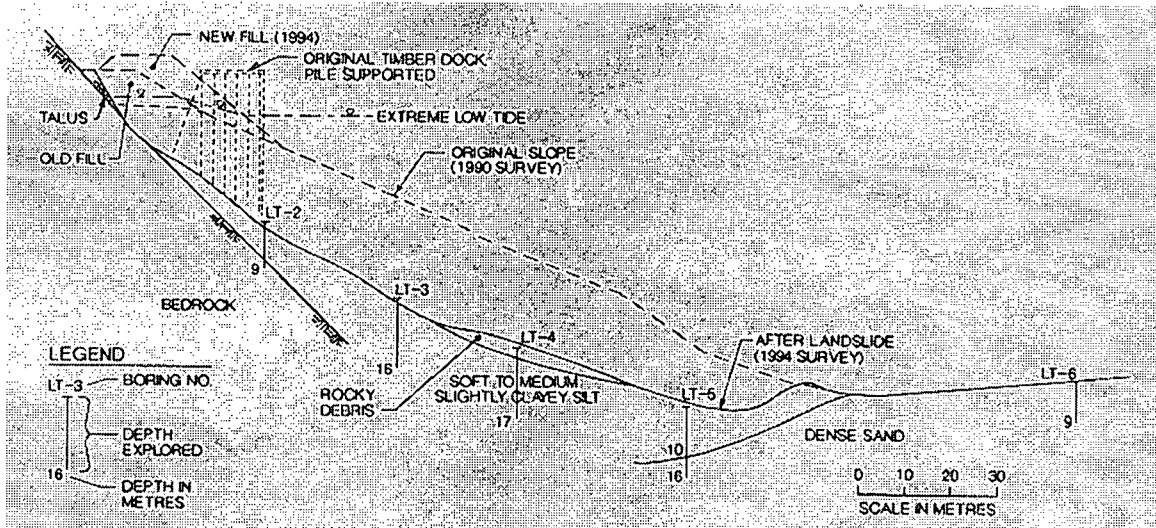 NEW FILL (1994)
ORIGINAL TIMBER DOCK,
PILE SUPPORTED
TALUS
EXTREME LOW TIDE
OLD FILL
ORIGINAL SLOPE
(1990 SURVEY)
LT-2
9
BEDROCK
LT-3
LT-4
AFTER LANDSLIDE
(1994 SURVEY)
LEGEND
LT-3
BORING NO.
16
ROCKY
DEBRIS
SOFT TO MEDIUM
SLIGHTLY CLAYEY SILT
LT-5
LT-6
17
9
DENSE SAND
DEPTH
EXPLORED
10
16
16
DEPTH IN
METRES
0 10 20 30
SCALE IN METRES